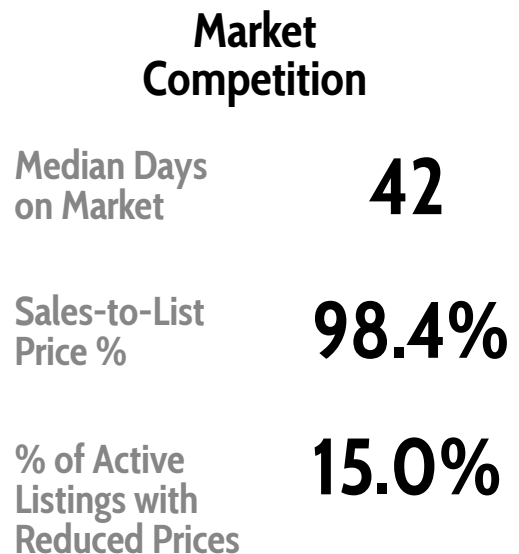 Market
Competition
Median Days
on Market
42
Sales-to-List
Price %
98.4%
% of Active
Listings with
Reduced Prices
15.0%